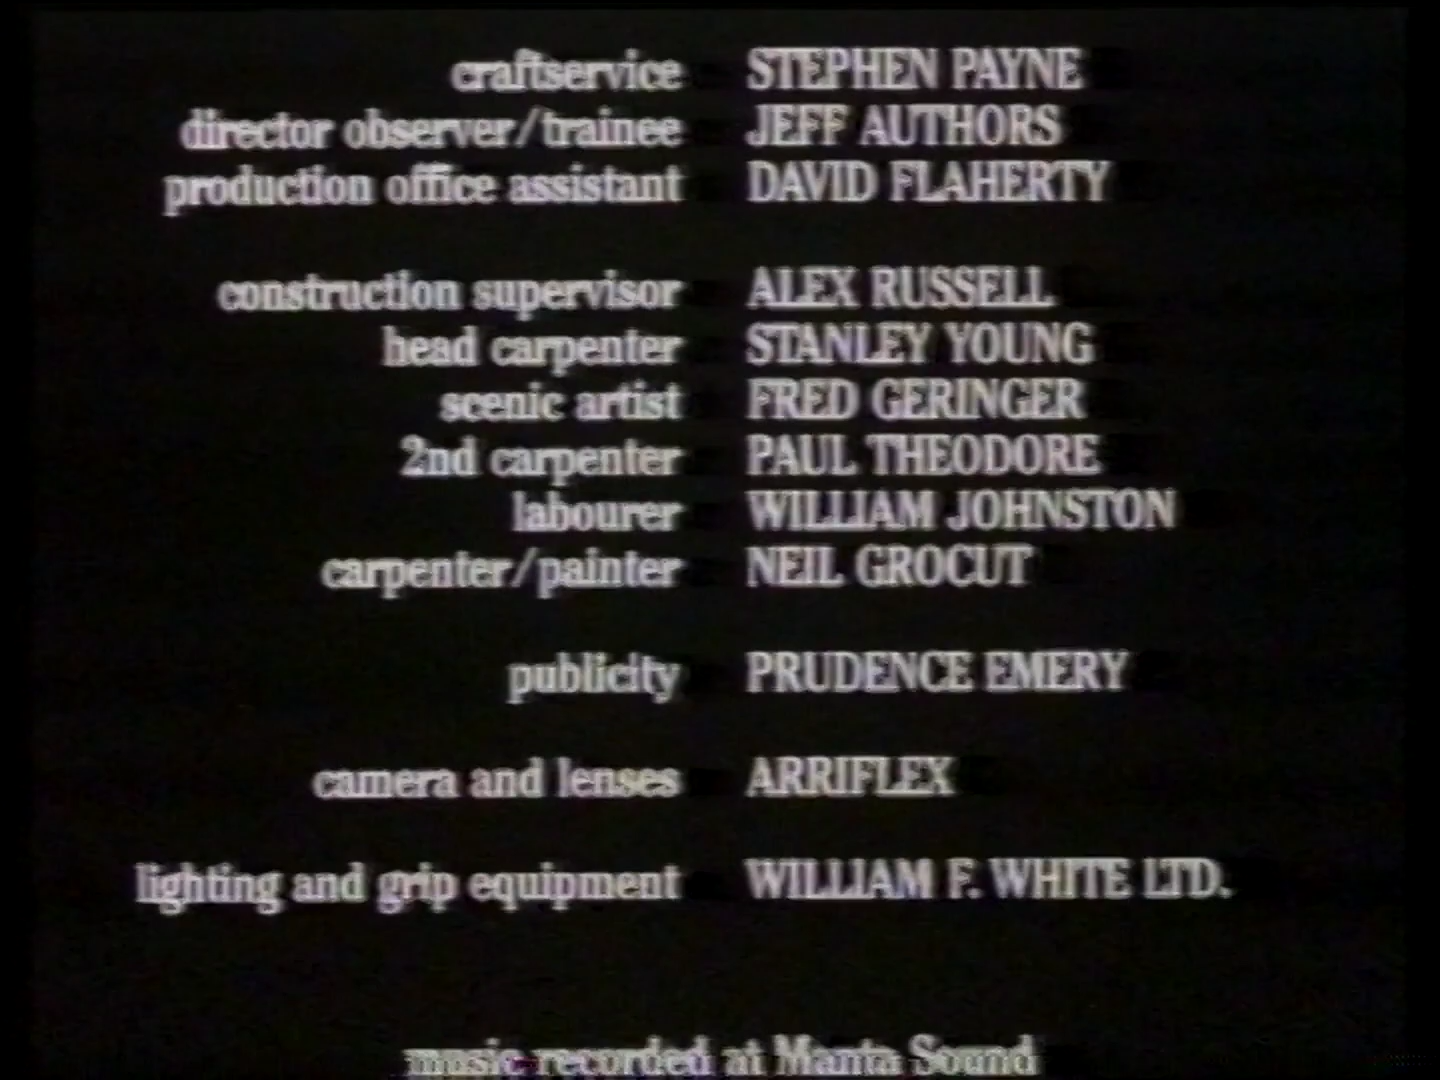 craftservice STEPHEN PAYNE
director observer/trainee JEFF AUTHORS
production office assistant DAVID FLAHERTY
construction supervisor ALEX RUSSELL
head carpenter STANLEY YOUNG
scenic artist FRED GERINGER
2nd carpenter PAUL THEODORE
labourer WILLIAM JOHNSTON
carpenter/painter NEIL GROCUT
publicity PRUDENCE EMERY
camera and lenses ARRIFLEX
lighting and grip equipment WILLIAM F. WHITE LTD.
music recorded at Manta Sound